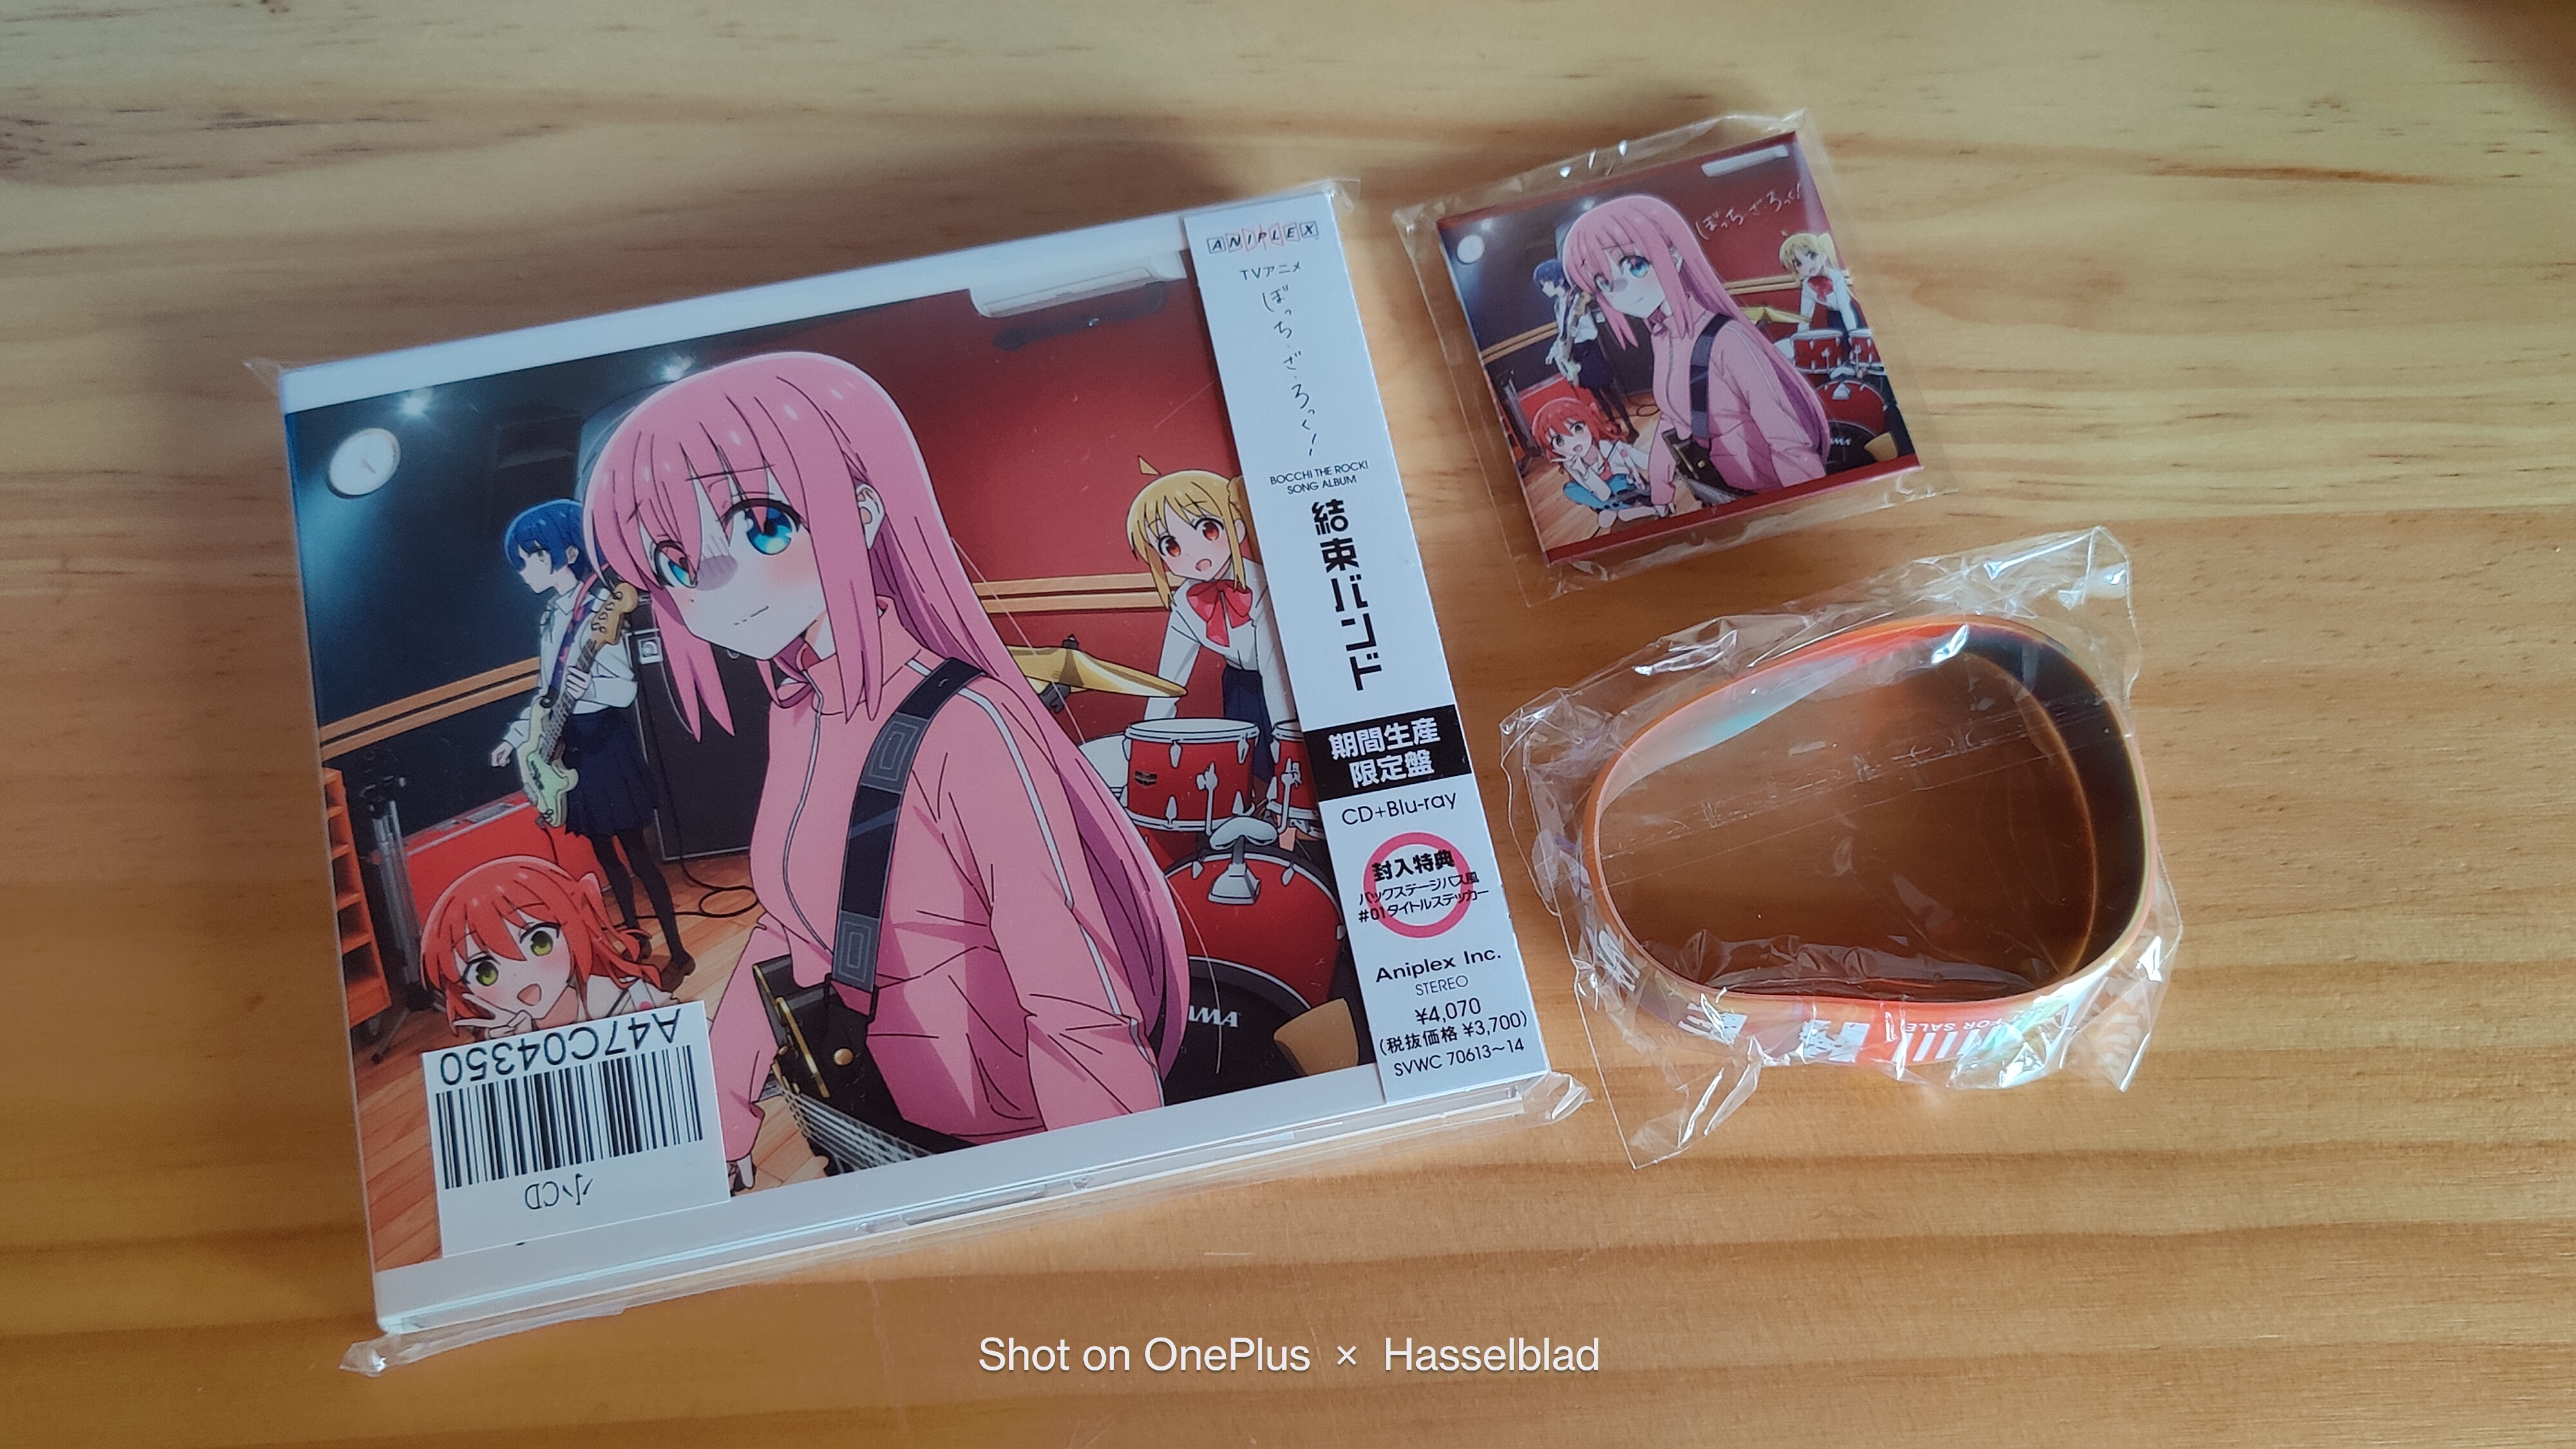 ANIPLEX
TVアニメ
ぼっち・ざ・ろっく!
BOCCHI THE ROCK!
SONG ALBUM
結束バンド
期間生産
限定盤
CD+Blu-ray
封入特典
バックステージパス風
#01タイトルステッカー
Aniplex Inc.
STEREO
¥4,070
(税抜価格 ¥3,700)
SVWC 70613~14
A47C04350
小CD
ぼっち・ざ・ろっく!
FOR SALE
Shot on OnePlus × Hasselblad